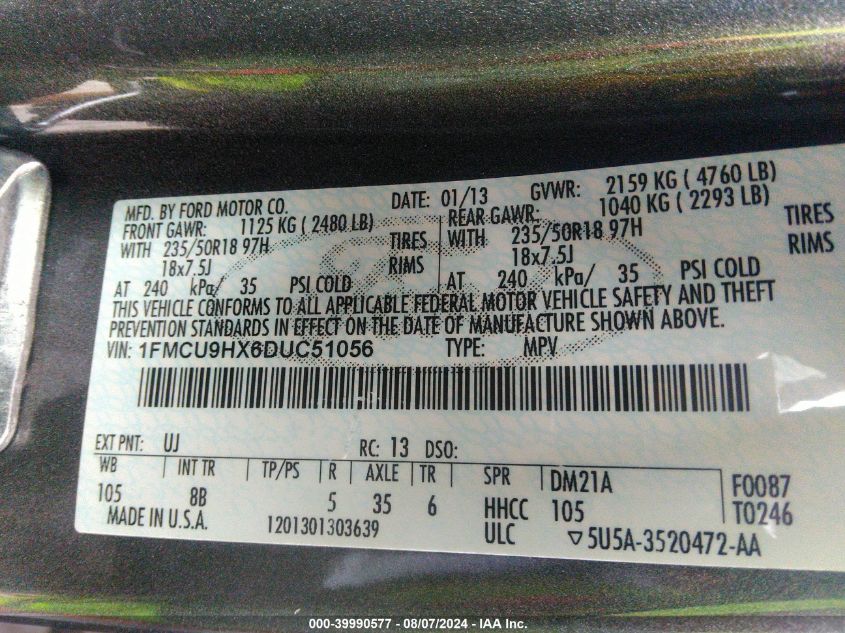 MFD. BY FORD MOTOR CO. DATE: 01/13 GVWR: 2159 KG ( 4760 LB)
FRONT GAWR: 1125 KG ( 2480 LB) REAR GAWR: 1040 KG ( 2293 LB)
WITH 235/50R18 97H TIRES WITH 235/50R18 97H TIRES
18x7.5J RIMS 18x7.5J RIMS
AT 240 kPa/ 35 PSI COLD AT 240 kPa/ 35 PSI COLD
THIS VEHICLE CONFORMS TO ALL APPLICABLE FEDERAL MOTOR VEHICLE SAFETY AND THEFT
PREVENTION STANDARDS IN EFFECT ON THE DATE OF MANUFACTURE SHOWN ABOVE.
VIN: 1FMCU9HX6DUC51056 TYPE: MPV
EXT PNT: UJ RC: 13 DSO:
WB INT TR TP/PS R AXLE TR SPR DM21A F0087
105 8B 5 35 6 HHCC 105 T0246
MADE IN U.S.A. 1201301303639 ULC ▽5U5A-3520472-AA
000-39990577 - 08/07/2024 - IAA Inc.